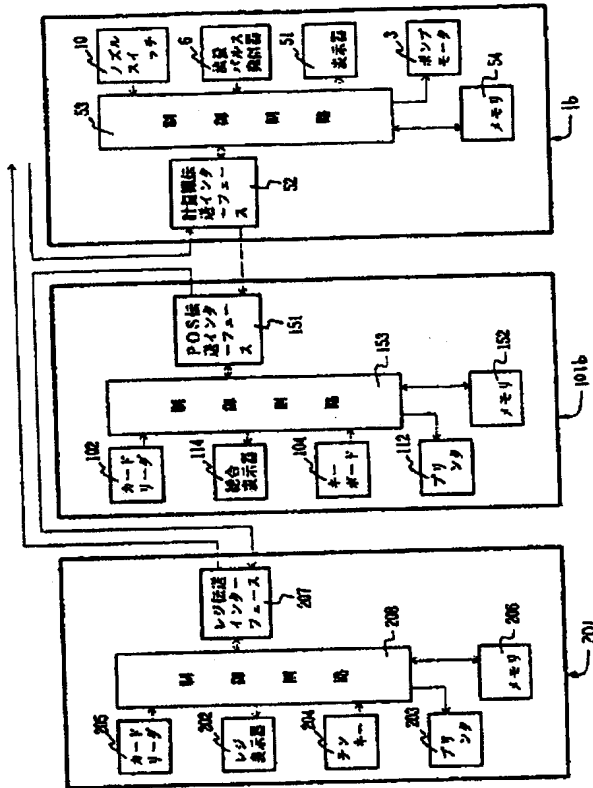 205
カード
リーダ
202
レジ
表示器
204
テン
キー
203
プリ
ンタ
制御回路
208
メモリ
206
レジ伝送
インター
フェース
207
201
102
カード
リーダ
114
統合
表示器
104
キー
ボード
112
プリ
ンタ
制御回路
153
メモリ
152
POS伝
送インタ
ーフェー
ス
151
101b
計量機伝
送インタ
ーフェー
ス
52
53
制御回路
10
ノズル
スイ
ッチ
6
流量
パルス
発信器
51
表示器
3
ポンプ
モータ
54
メモリ
1b